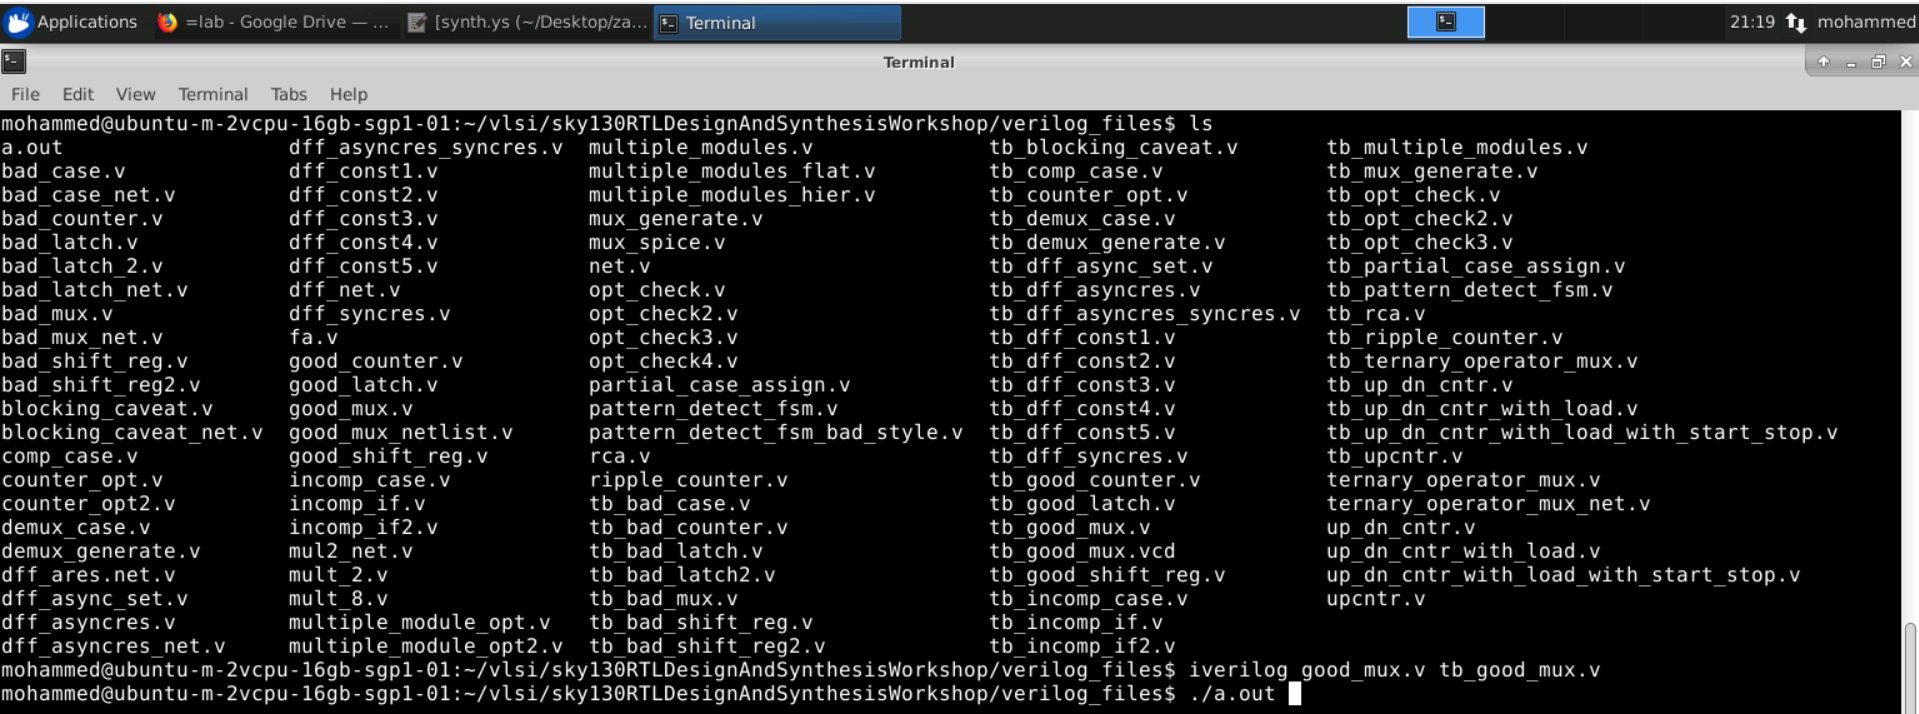 Applications =lab - Google Drive — ... [synth.ys (~/Desktop/za... Terminal 21:19 mohammed
Terminal
File Edit View Terminal Tabs Help
mohammed@ubuntu-m-2vcpu-16gb-sgp1-01:~/vlsi/sky130RTLDesignAndSynthesisWorkshop/verilog_files$ ls
a.out dff_asyncres_syncres.v multiple_modules.v tb_blocking_caveat.v tb_multiple_modules.v
bad_case.v dff_const1.v multiple_modules_flat.v tb_comp_case.v tb_mux_generate.v
bad_case_net.v dff_const2.v multiple_modules_hier.v tb_counter_opt.v tb_opt_check.v
bad_counter.v dff_const3.v mux_generate.v tb_demux_case.v tb_opt_check2.v
bad_latch.v dff_const4.v mux_spice.v tb_demux_generate.v tb_opt_check3.v
bad_latch_2.v dff_const5.v net.v tb_dff_async_set.v tb_partial_case_assign.v
bad_latch_net.v dff_net.v opt_check.v tb_dff_asyncres.v tb_pattern_detect_fsm.v
bad_mux.v dff_syncres.v opt_check2.v tb_dff_asyncres_syncres.v tb_rca.v
bad_mux_net.v fa.v opt_check3.v tb_dff_const1.v tb_ripple_counter.v
bad_shift_reg.v good_counter.v opt_check4.v tb_dff_const2.v tb_ternary_operator_mux.v
bad_shift_reg2.v good_latch.v partial_case_assign.v tb_dff_const3.v tb_up_dn_cntr.v
blocking_caveat.v good_mux.v pattern_detect_fsm.v tb_dff_const4.v tb_up_dn_cntr_with_load.v
blocking_caveat_net.v good_mux_netlist.v pattern_detect_fsm_bad_style.v tb_dff_const5.v tb_up_dn_cntr_with_load_with_start_stop.v
comp_case.v good_shift_reg.v rca.v tb_dff_syncres.v tb_upcntr.v
counter_opt.v incomp_case.v ripple_counter.v tb_good_counter.v ternary_operator_mux.v
counter_opt2.v incomp_if.v tb_bad_case.v tb_good_latch.v ternary_operator_mux_net.v
demux_case.v incomp_if2.v tb_bad_counter.v tb_good_mux.v up_dn_cntr.v
demux_generate.v mul2_net.v tb_bad_latch.v tb_good_mux.vcd up_dn_cntr_with_load.v
dff_ares.net.v mult_2.v tb_bad_latch2.v tb_good_shift_reg.v up_dn_cntr_with_load_with_start_stop.v
dff_async_set.v mult_8.v tb_bad_mux.v tb_incomp_case.v upcntr.v
dff_asyncres.v multiple_module_opt.v tb_bad_shift_reg.v tb_incomp_if.v
dff_asyncres_net.v multiple_module_opt2.v tb_bad_shift_reg2.v tb_incomp_if2.v
mohammed@ubuntu-m-2vcpu-16gb-sgp1-01:~/vlsi/sky130RTLDesignAndSynthesisWorkshop/verilog_files$ iverilog good_mux.v tb_good_mux.v
mohammed@ubuntu-m-2vcpu-16gb-sgp1-01:~/vlsi/sky130RTLDesignAndSynthesisWorkshop/verilog_files$ ./a.out